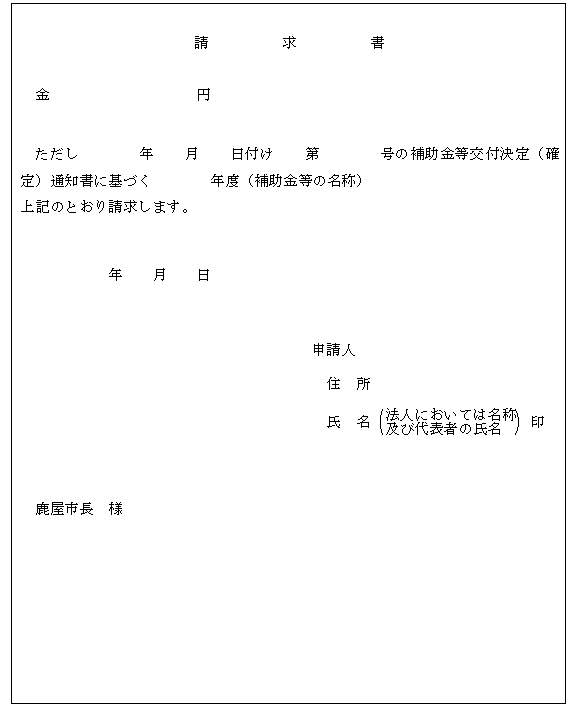 請　　　　　求　　　　　書
金　　　　　　　　　　円
ただし　　　　年　　月　　日付け　　第　　　　号の補助金等交付決定（確
定）通知書に基づく　　　　年度（補助金等の名称）
上記のとおり請求します。
年　　月　　日
申請人
住　所
氏　名（法人においては名称
及び代表者の氏名）印
鹿屋市長　様